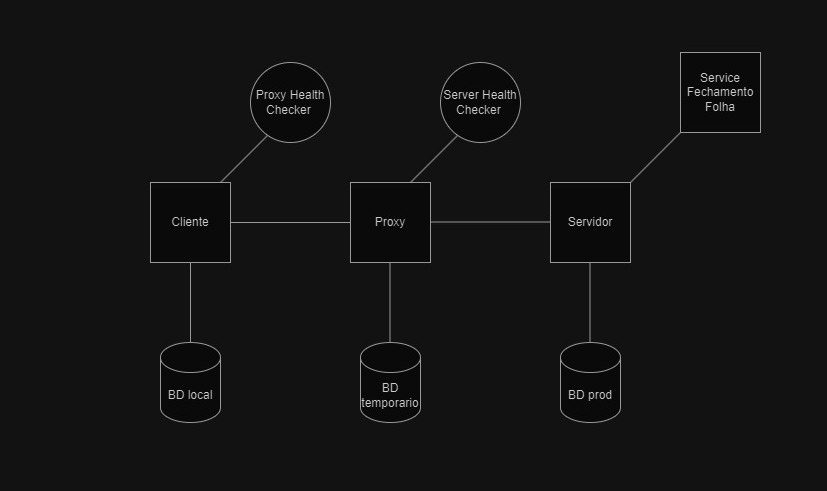 Proxy Health
Checker
Server Health
Checker
Service
Fechamento
Folha
Cliente
Proxy
Servidor
BD local
BD
temporario
BD prod